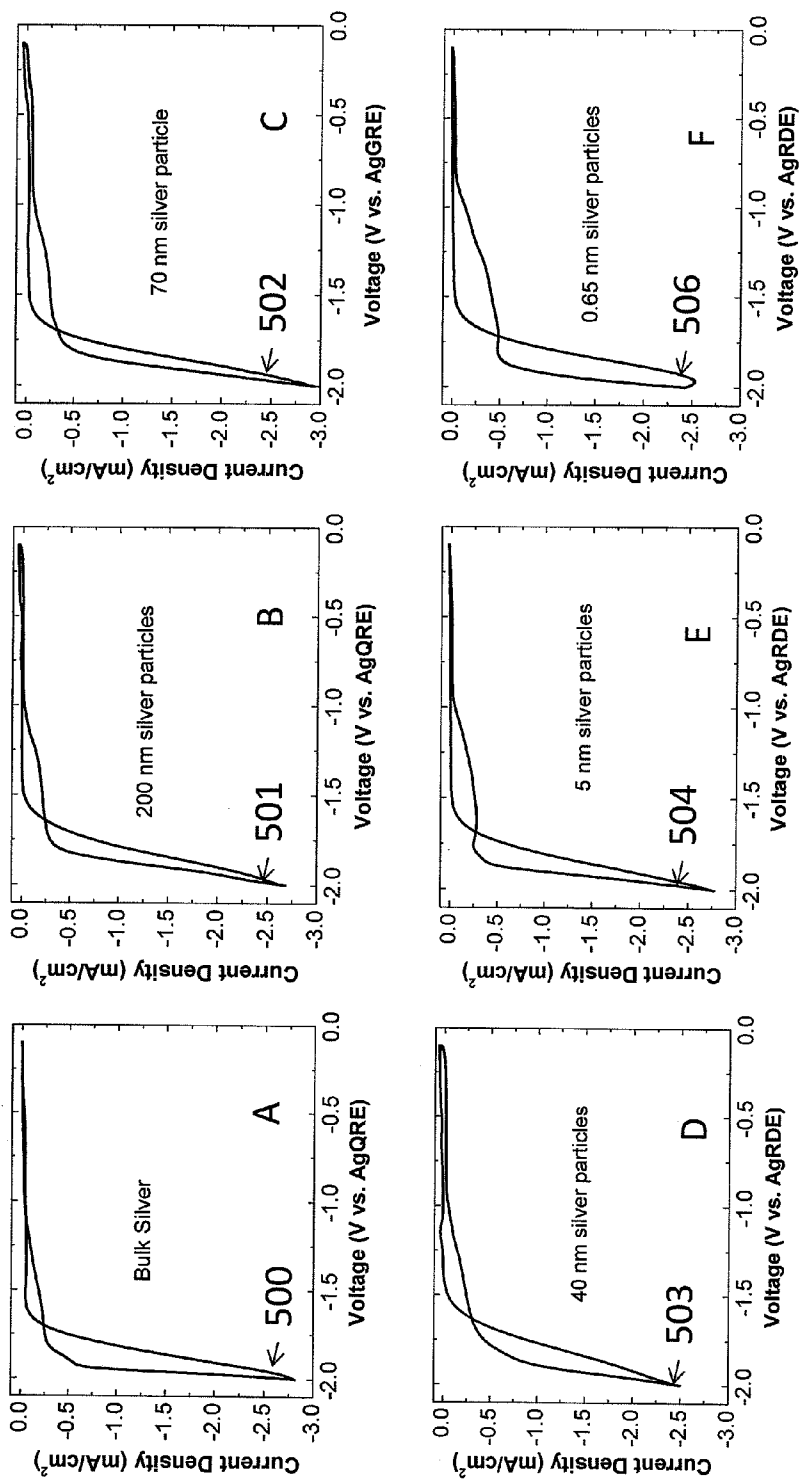 Current Density (mA/cm²)
0.0
-0.5
-1.0
-1.5
-2.0
-2.5
-3.0
Bulk Silver
500
A
-2.0 -1.5 -1.0 -0.5 0.0
Voltage (V vs. AgQRE)
Current Density (mA/cm²)
0.0
-0.5
-1.0
-1.5
-2.0
-2.5
-3.0
200 nm silver particles
501
B
-2.0 -1.5 -1.0 -0.5 0.0
Voltage (V vs. AgQRE)
Current Density (mA/cm²)
0.0
-0.5
-1.0
-1.5
-2.0
-2.5
-3.0
70 nm silver particle
502
C
-2.0 -1.5 -1.0 -0.5 0.0
Voltage (V vs. AgGRE)
Current Density (mA/cm²)
0.0
-0.5
-1.0
-1.5
-2.0
-2.5
-3.0
40 nm silver particles
503
D
-2.0 -1.5 -1.0 -0.5 0.0
Voltage (V vs. AgRDE)
Current Density (mA/cm²)
0.0
-0.5
-1.0
-1.5
-2.0
-2.5
-3.0
5 nm silver particles
504
E
-2.0 -1.5 -1.0 -0.5 0.0
Voltage (V vs. AgRDE)
Current Density (mA/cm²)
0.0
-0.5
-1.0
-1.5
-2.0
-2.5
-3.0
0.65 nm silver particles
506
F
-2.0 -1.5 -1.0 -0.5 0.0
Voltage (V vs. AgRDE)